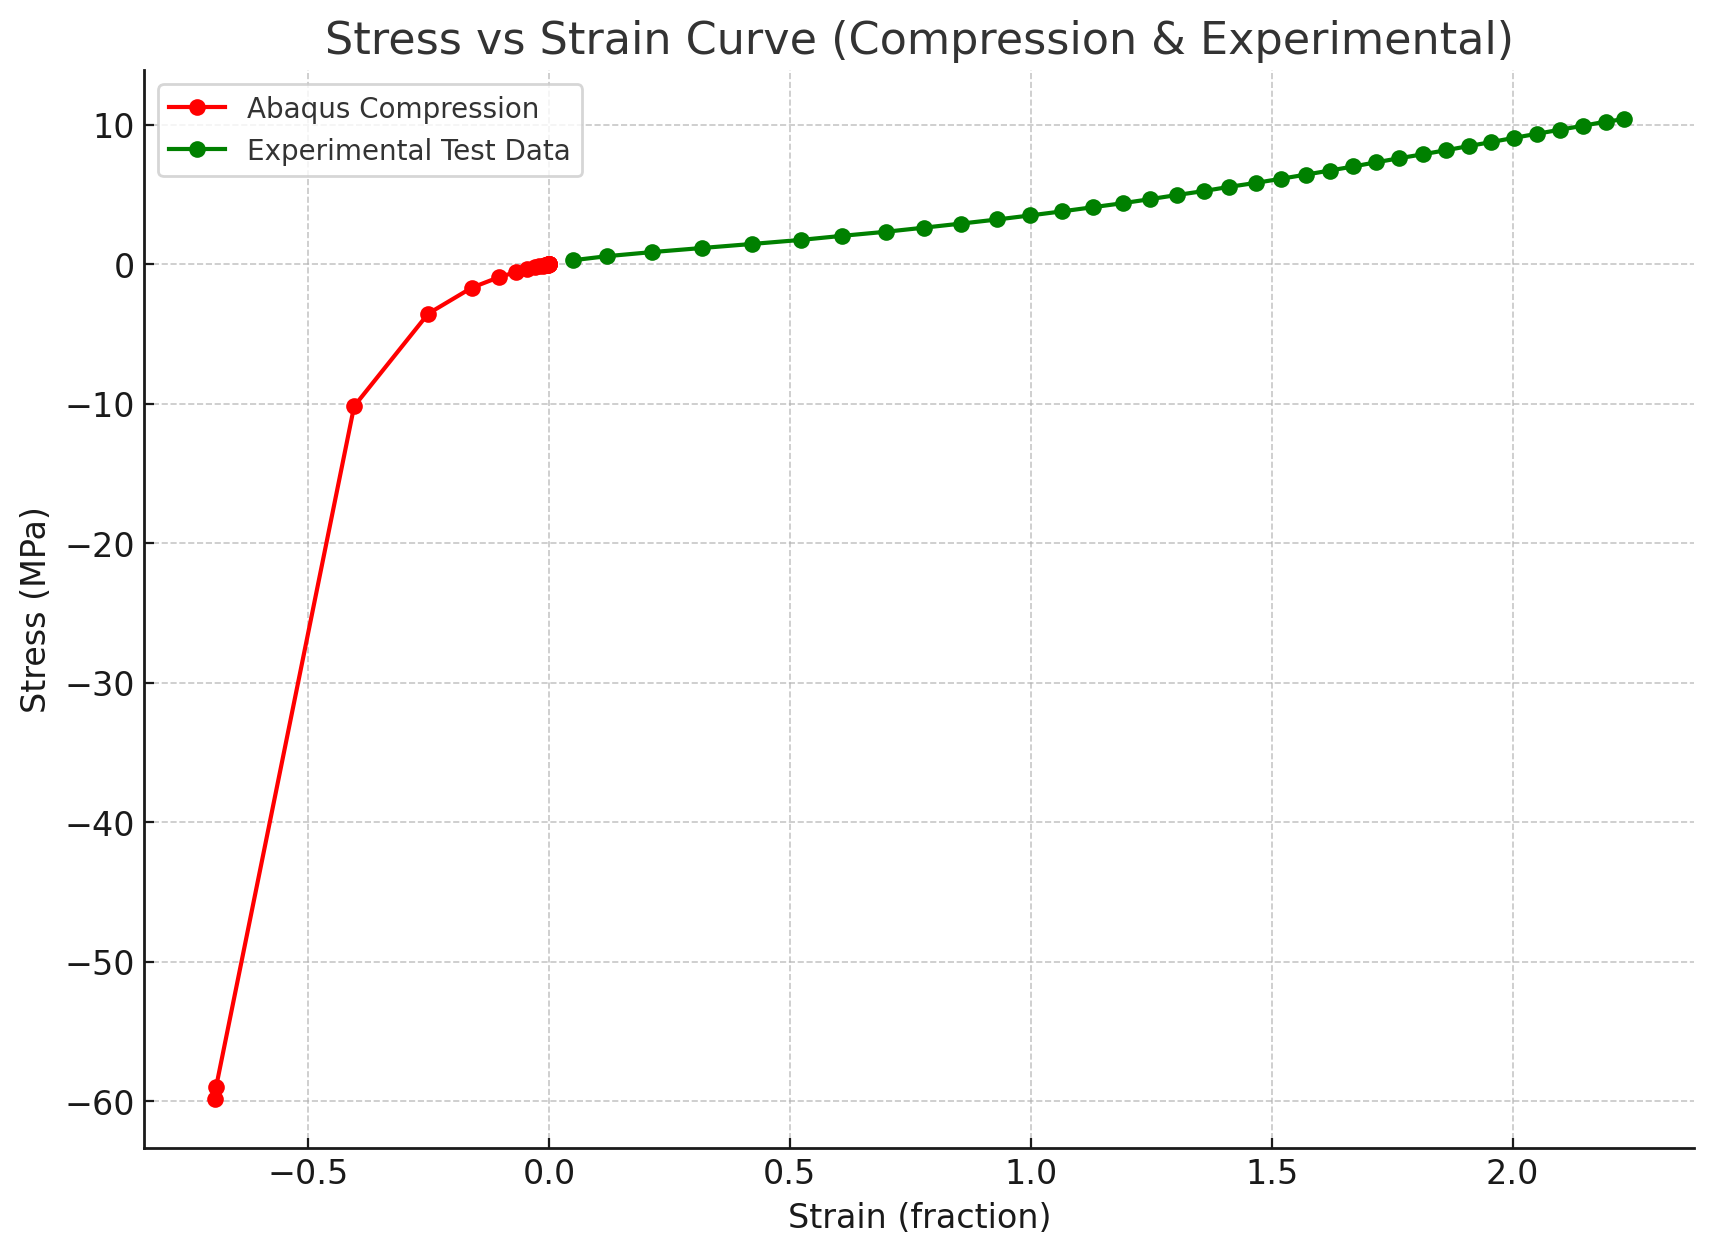 Stress vs Strain Curve (Compression & Experimental)
Abaqus Compression
Experimental Test Data
10
0
−10
−20
−30
−40
−50
−60
Stress (MPa)
−0.5
0.0
0.5
1.0
1.5
2.0
Strain (fraction)